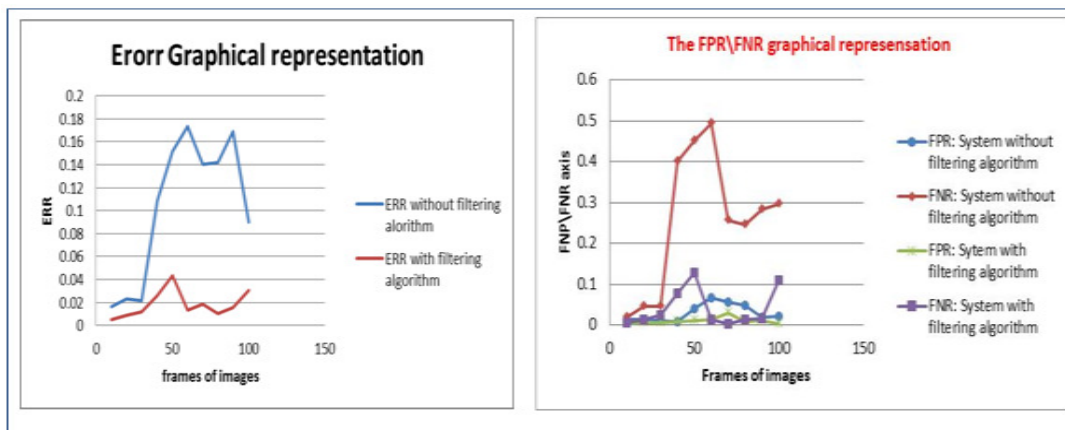 Erorr Graphical representation
0.2
0.18
0.16
0.14
0.12
0.1
0.08
0.06
0.04
0.02
0
ERR
0 50 100 150
frames of images
ERR without filtering
alorithm
ERR with filtering
algorithm
The FPR\FNR graphical represensation
0.6
0.5
0.4
0.3
0.2
0.1
0
FNP\FNR axis
0 50 100 150
Frames of images
FPR: System without
filtering algorithm
FNR: System without
filtering algorithm
FPR: Sytem with
filtering algorithm
FNR: System with
filtering algorithm